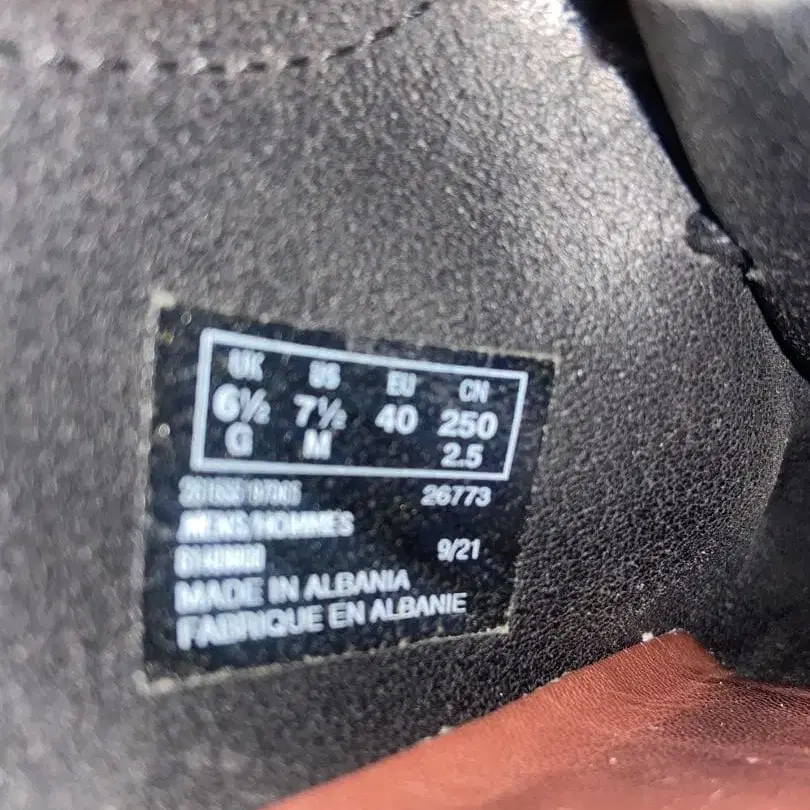 UK US EU CN
6½ 7½ 40 250
G M 2.5
26773
MENS/HOMMES
9/21
MADE IN ALBANIA
FABRIQUE EN ALBANIE